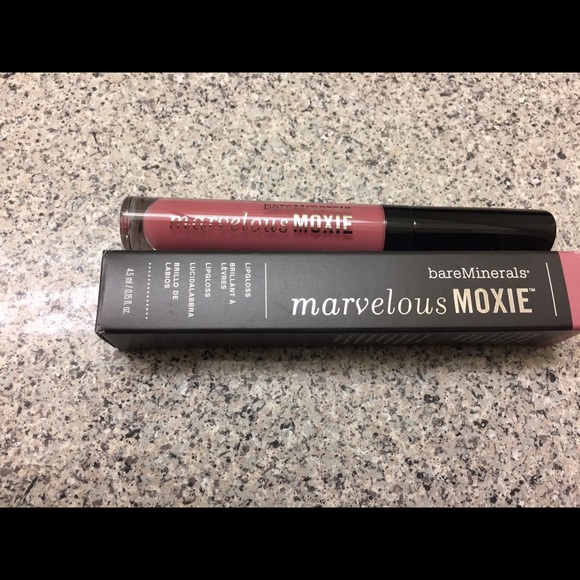 bareMinerals
marvelous MOXIE
bareMinerals®
marvelous MOXIE™
LIPGLOSS
BRILLANT À
LÈVRES
LIPGLOSS
LUCIDALABBRA
BRILLO DE
LABIOS
4.5 ml / 0.15 fl. oz.